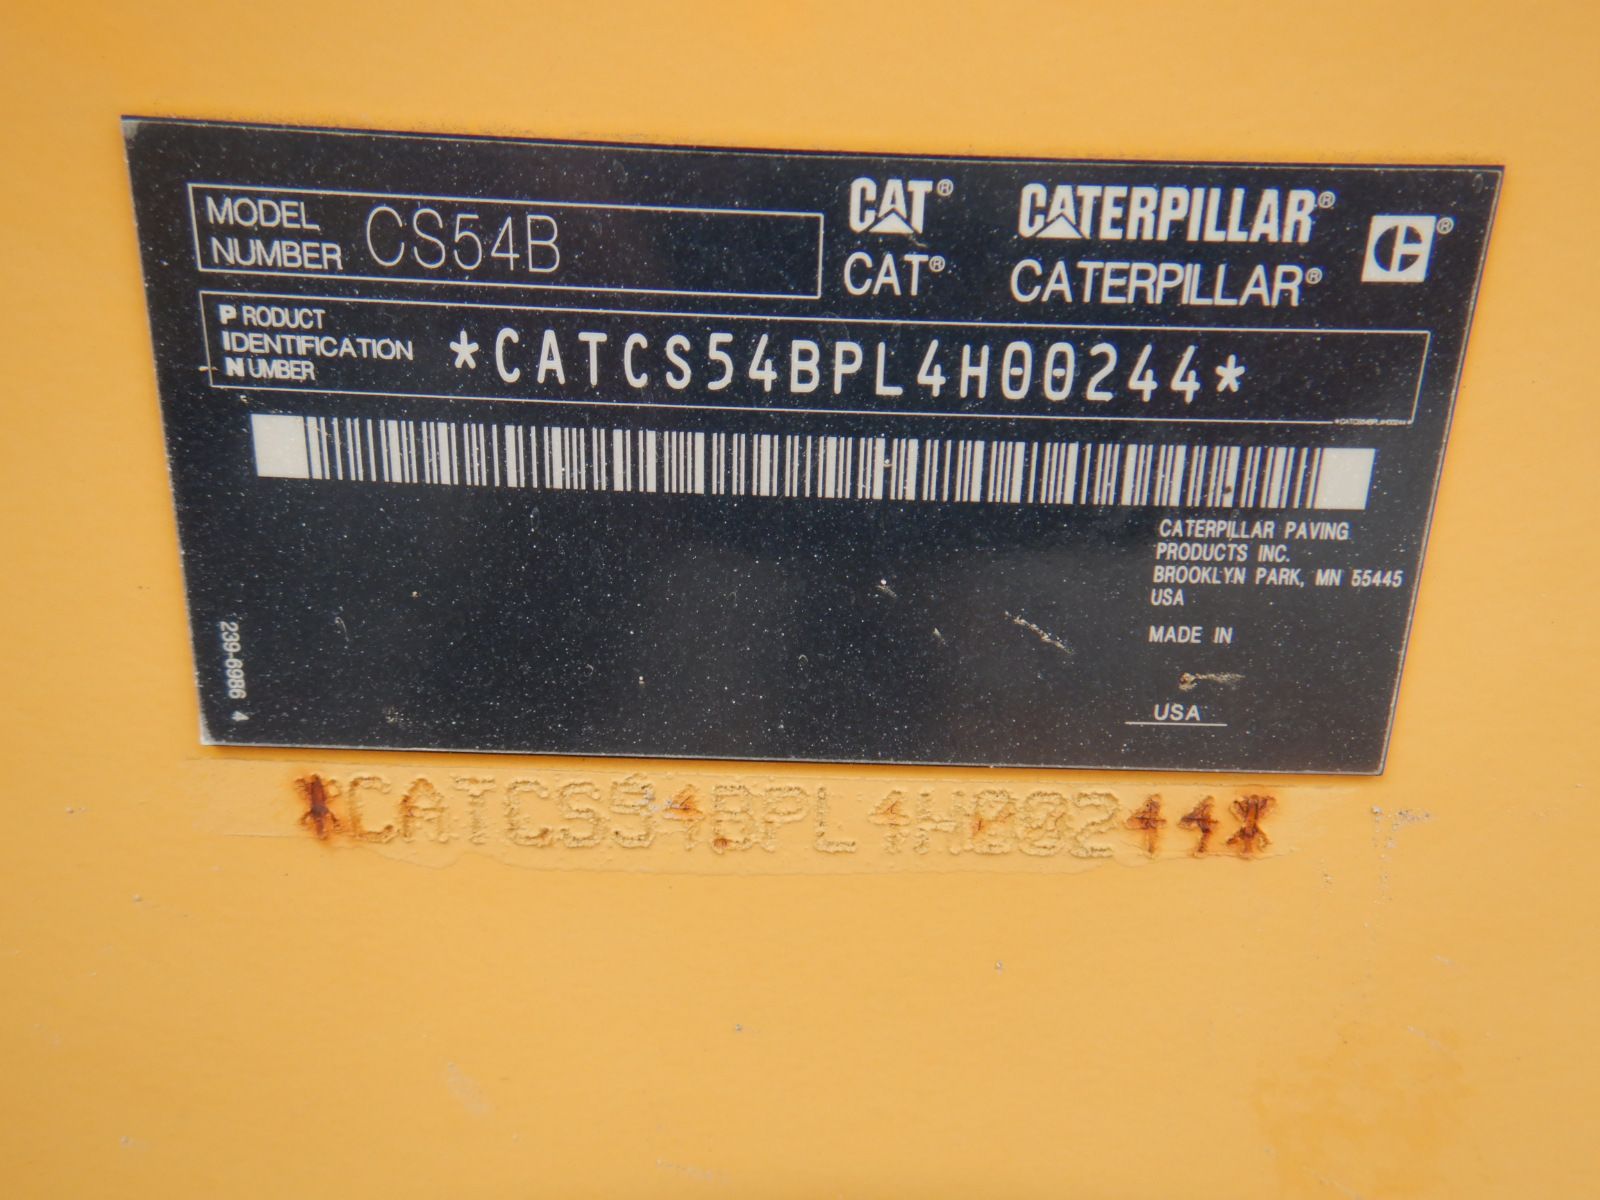 MODEL NUMBER CS54B
CAT® CATERPILLAR®
CAT® CATERPILLAR®
PRODUCT IDENTIFICATION NUMBER *CATCS54BPL4H00244*
*CATCS54BPL4H00244*
CATERPILLAR PAVING
PRODUCTS INC.
BROOKLYN PARK, MN 55445
USA
MADE IN
USA
239-6986 4
*CATCS54BPL4H00244*